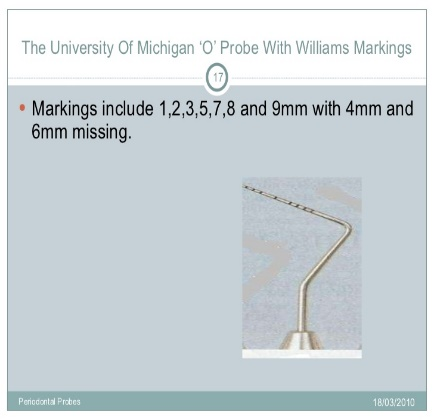 The University Of Michigan ‘O’ Probe With Williams Markings
17
• Markings include 1,2,3,5,7,8 and 9mm with 4mm and
6mm missing.
Periodontal Probes
18/03/2010